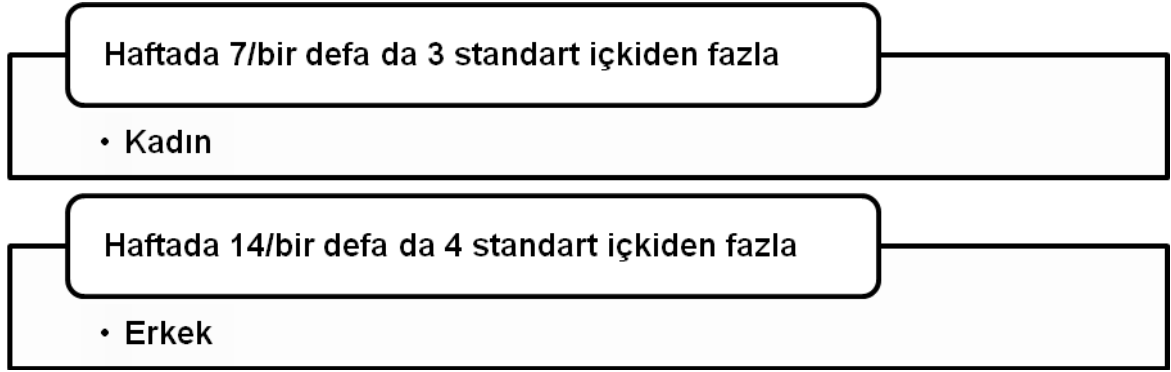 Haftada 7/bir defa da 3 standart içkiden fazla
• Kadın
Haftada 14/bir defa da 4 standart içkiden fazla
• Erkek